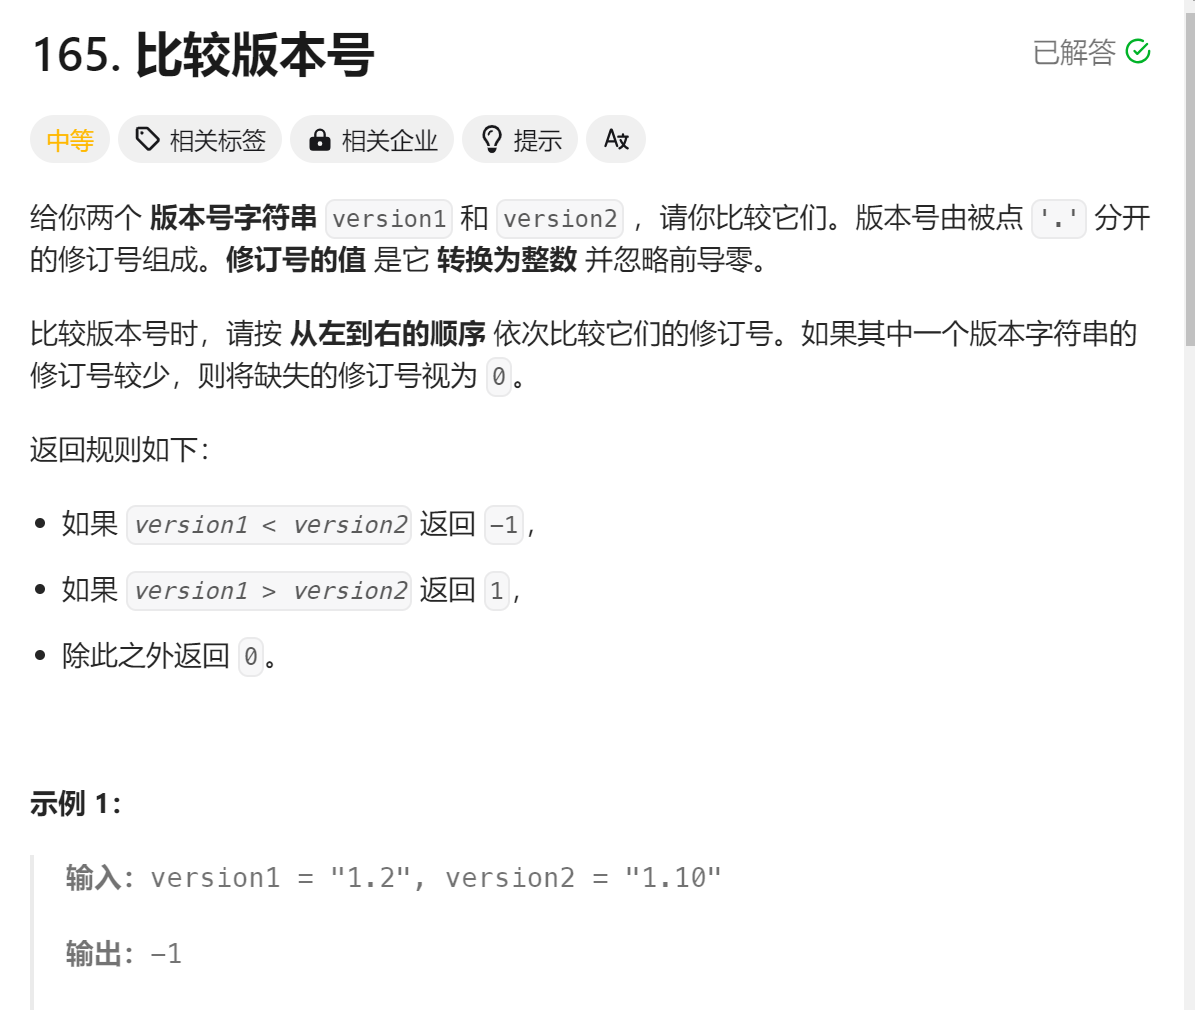 165. 比较版本号
已解答
中等 相关标签 相关企业 提示
给你两个 版本号字符串 version1 和 version2 ，请你比较它们。版本号由被点 '.' 分开
的修订号组成。修订号的值 是它 转换为整数 并忽略前导零。
比较版本号时，请按 从左到右的顺序 依次比较它们的修订号。如果其中一个版本字符串的
修订号较少，则将缺失的修订号视为 0。
返回规则如下：
• 如果 version1 < version2 返回 -1，
• 如果 version1 > version2 返回 1，
• 除此之外返回 0。
示例 1：
输入：version1 = "1.2", version2 = "1.10"
输出：-1